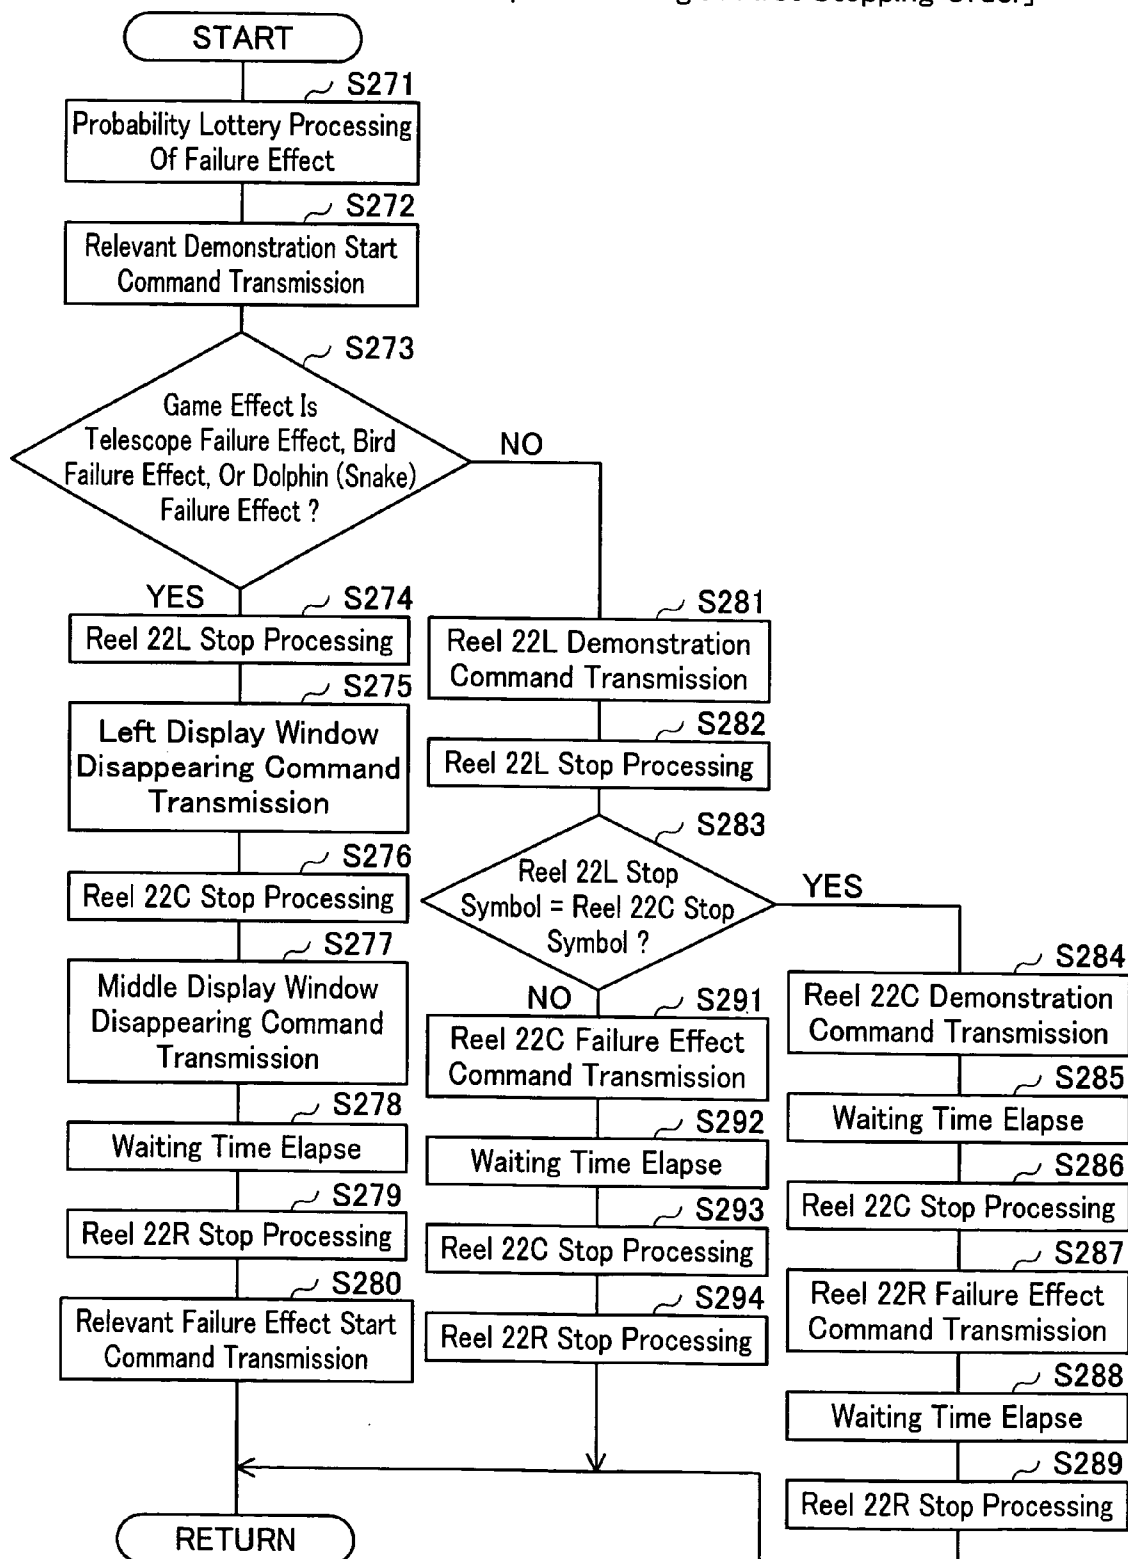 Stopping Order]
START
S271
Probability Lottery Processing
Of Failure Effect
S272
Relevant Demonstration Start
Command Transmission
S273
Game Effect Is
Telescope Failure Effect, Bird
Failure Effect, Or Dolphin (Snake)
Failure Effect ?
NO
YES
S274
Reel 22L Stop Processing
S275
Left Display Window
Disappearing Command
Transmission
S276
Reel 22C Stop Processing
S277
Middle Display Window
Disappearing Command
Transmission
S278
Waiting Time Elapse
S279
Reel 22R Stop Processing
S280
Relevant Failure Effect Start
Command Transmission
S281
Reel 22L Demonstration
Command Transmission
S282
Reel 22L Stop Processing
S283
Reel 22L Stop
Symbol = Reel 22C Stop
Symbol ?
YES
NO
S291
Reel 22C Failure Effect
Command Transmission
S292
Waiting Time Elapse
S293
Reel 22C Stop Processing
S294
Reel 22R Stop Processing
S284
Reel 22C Demonstration
Command Transmission
S285
Waiting Time Elapse
S286
Reel 22C Stop Processing
S287
Reel 22R Failure Effect
Command Transmission
S288
Waiting Time Elapse
S289
Reel 22R Stop Processing
RETURN